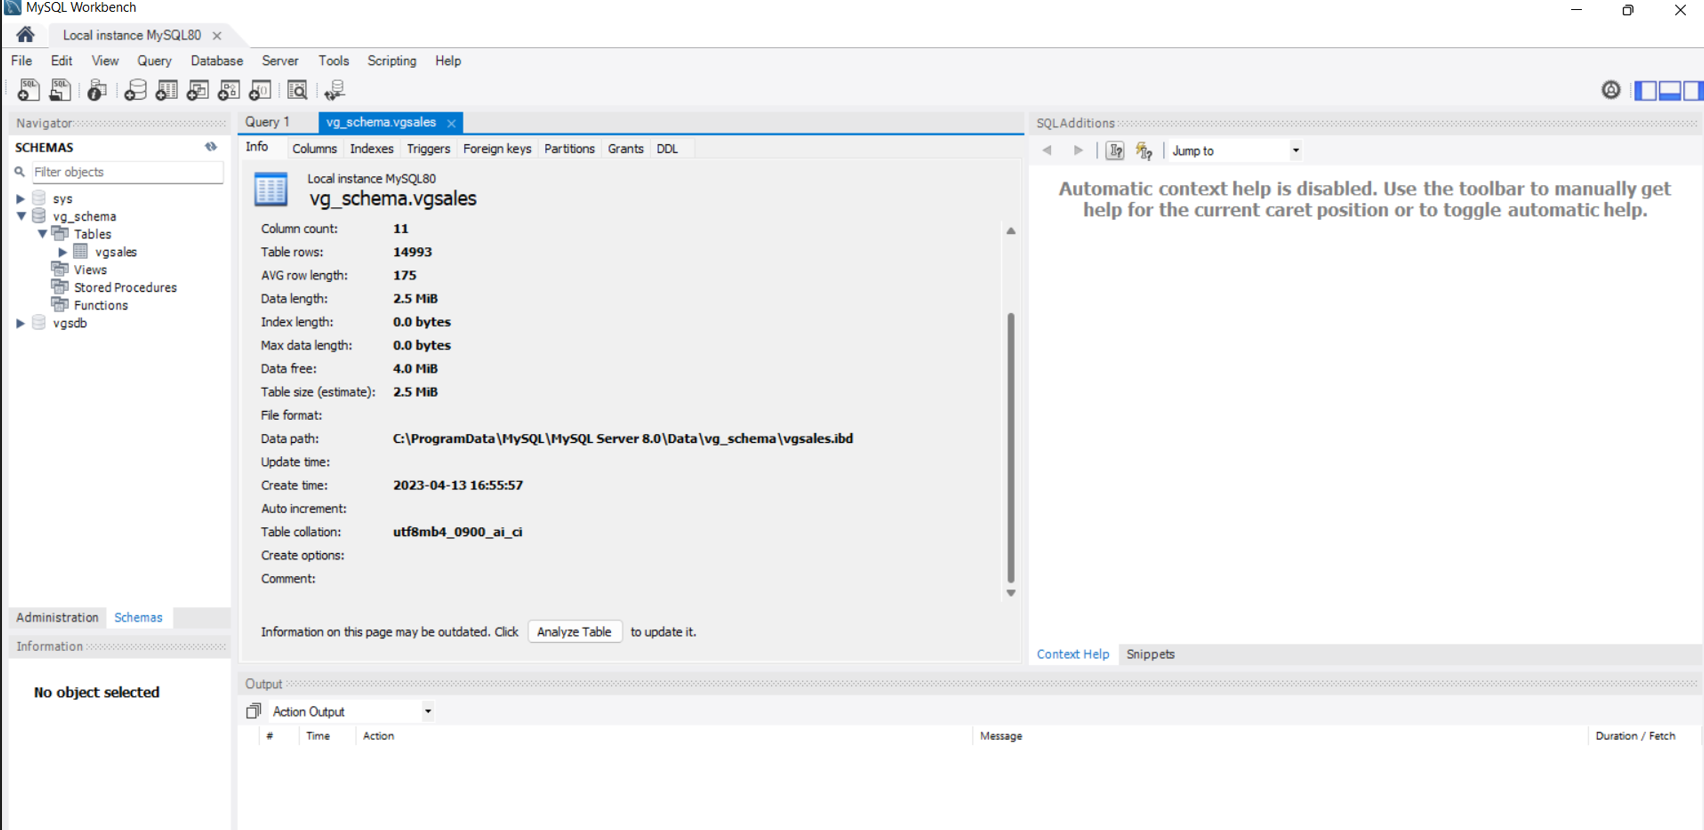 MySQL Workbench
Local instance MySQL80
File Edit View Query Database Server Tools Scripting Help
Navigator
SCHEMAS
Filter objects
sys
vg_schema
Tables
vgsales
Views
Stored Procedures
Functions
vgsdb
Administration Schemas
Information
No object selected
Query 1 vg_schema.vgsales
Info Columns Indexes Triggers Foreign keys Partitions Grants DDL
Local instance MySQL80
vg_schema.vgsales
Column count: 11
Table rows: 14993
AVG row length: 175
Data length: 2.5 MiB
Index length: 0.0 bytes
Max data length: 0.0 bytes
Data free: 4.0 MiB
Table size (estimate): 2.5 MiB
File format:
Data path: C:\ProgramData\MySQL\MySQL Server 8.0\Data\vg_schema\vgsales.ibd
Update time:
Create time: 2023-04-13 16:55:57
Auto increment:
Table collation: utf8mb4_0900_ai_ci
Create options:
Comment:
Information on this page may be outdated. Click Analyze Table to update it.
SQLAdditions
Jump to
Automatic context help is disabled. Use the toolbar to manually get
help for the current caret position or to toggle automatic help.
Context Help Snippets
Output
Action Output
# Time Action Message Duration / Fetch